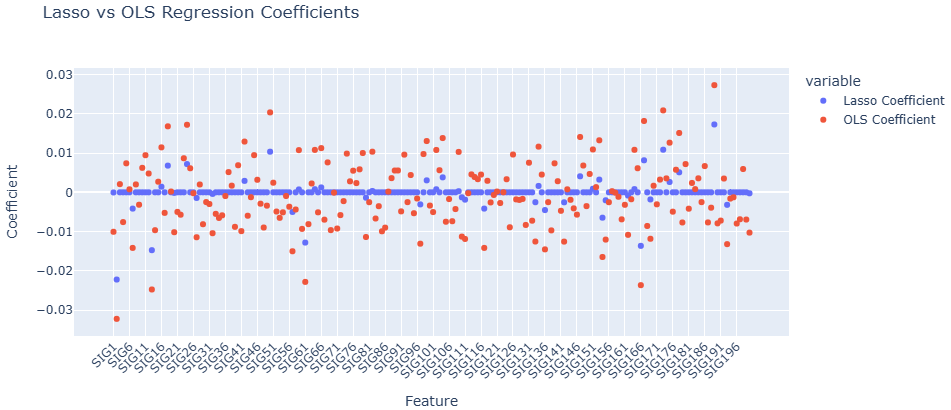 Lasso vs OLS Regression Coefficients
0.03
0.02
0.01
0
−0.01
−0.02
−0.03
Coefficient
SIG1
SIG6
SIG11
SIG16
SIG21
SIG26
SIG31
SIG36
SIG41
SIG46
SIG51
SIG56
SIG61
SIG66
SIG71
SIG76
SIG81
SIG86
SIG91
SIG96
SIG101
SIG106
SIG111
SIG116
SIG121
SIG126
SIG131
SIG136
SIG141
SIG146
SIG151
SIG156
SIG161
SIG166
SIG171
SIG176
SIG181
SIG186
SIG191
SIG196
Feature
variable
Lasso Coefficient
OLS Coefficient